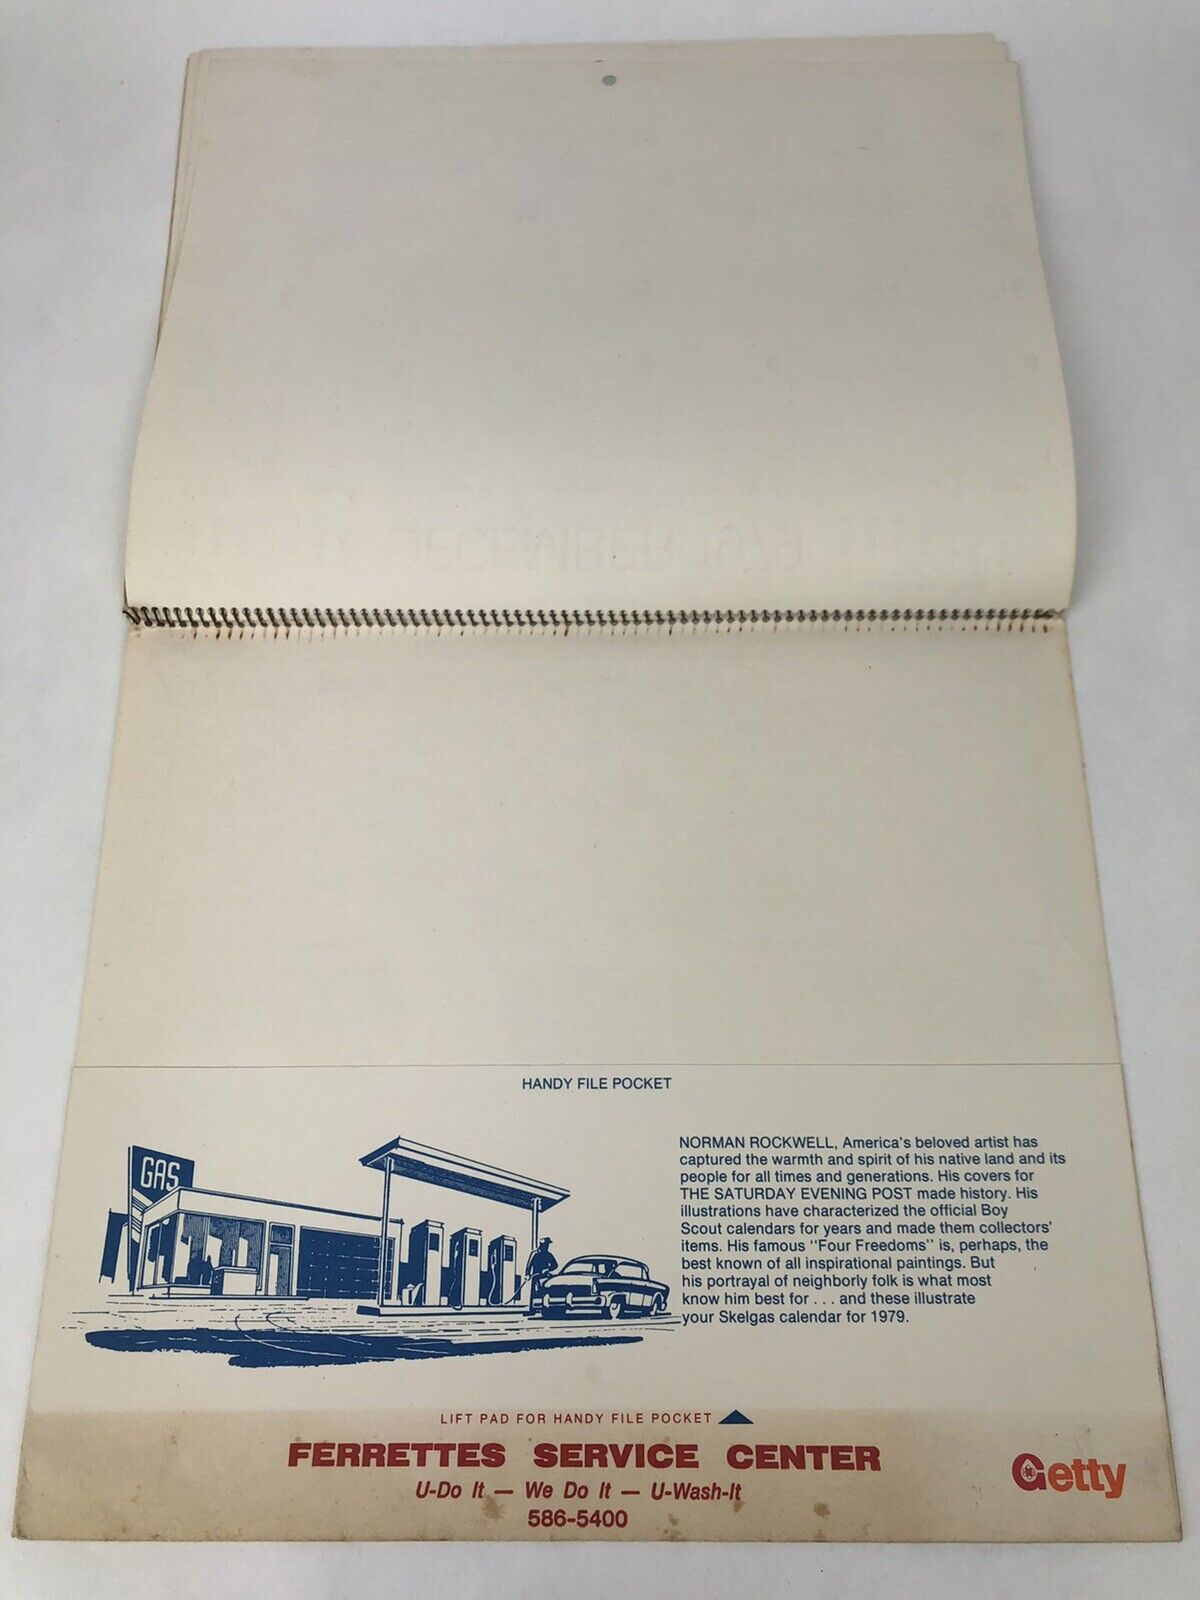 DECEMBER 1979
HANDY FILE POCKET
GAS
NORMAN ROCKWELL, America's beloved artist has
captured the warmth and spirit of his native land and its
people for all times and generations. His covers for
THE SATURDAY EVENING POST made history. His
illustrations have characterized the official Boy
Scout calendars for years and made them collectors'
items. His famous "Four Freedoms" is, perhaps, the
best known of all inspirational paintings. But
his portrayal of neighborly folk is what most
know him best for . . . and these illustrate
your Skelgas calendar for 1979.
LIFT PAD FOR HANDY FILE POCKET
FERRETTES SERVICE CENTER
U-Do It — We Do It — U-Wash-It
586-5400
Getty